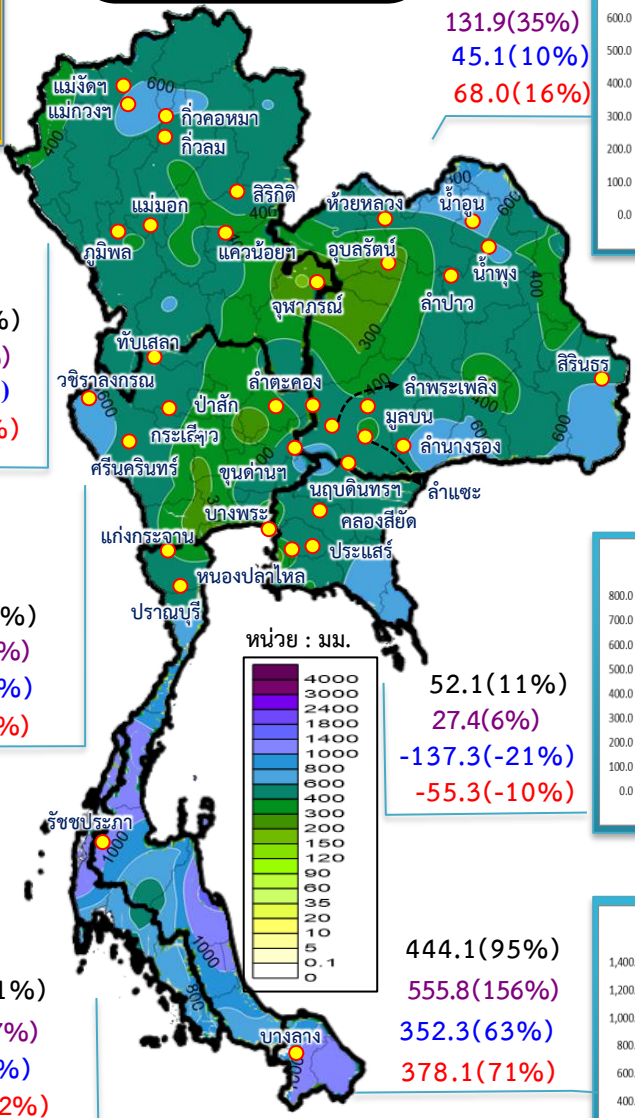 131.9(35%)
45.1(10%)
68.0(16%)
600.0
500.0
400.0
300.0
200.0
100.0
0.0
แม่งัดฯ
แม่กวงฯ
600
กิ่วคอหมา
กิ่วลม
400
สิริกิติ์
400
แม่มอก
ภูมิพล
แควน้อยฯ
ห้วยหลวง
น้ำอูน
600
อุบลรัตน์
น้ำพุง
ลำปาว
400
จุฬาภรณ์
300
สิรินธร
%)
%)
)
%)
ทับเสลา
วชิราลงกรณ
600
ลำตะคอง
400
ลำพระเพลิง
ป่าสัก
มูลบน
400
กระเสียว
ลำนางรอง
600
ศรีนครินทร์
ขุนด่านฯ
ลำแซะ
นฤบดินทรฯ
บางพระ
คลองสียัด
แก่งกระจาน
ประแสร์
หนองปลาไหล
ปราณบุรี
%)
%)
%)
%)
หน่วย : มม.
4000
3000
2400
1800
1400
1000
800
600
400
300
200
150
120
90
60
35
20
10
5
0.1
0
52.1(11%)
27.4(6%)
-137.3(-21%)
-55.3(-10%)
800.0
700.0
600.0
500.0
400.0
300.0
200.0
100.0
0.0
รัชชประภา
1000
1000
800
444.1(95%)
555.8(156%)
352.3(63%)
378.1(71%)
1,400.
1,200.
1,000.
800.
600.
400.
บางลาง
1%)
7%)
%)
2%)